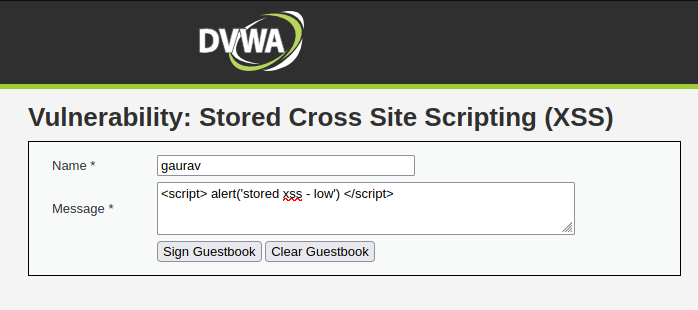 DVWA
Vulnerability: Stored Cross Site Scripting (XSS)
Name * gaurav
Message * <script> alert('stored xss - low') </script>
Sign Guestbook Clear Guestbook